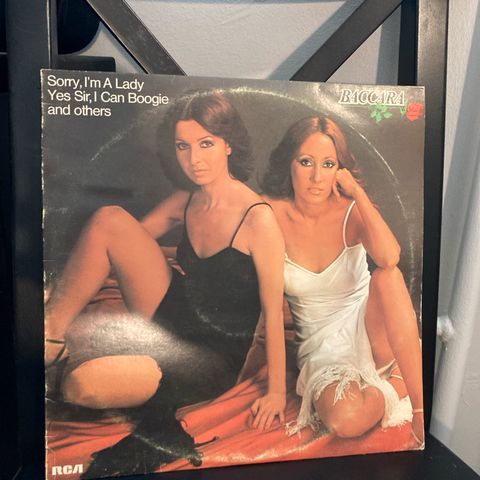 Sorry, I'm A Lady
Yes Sir, I Can Boogie
and others
BACCARA
RCA